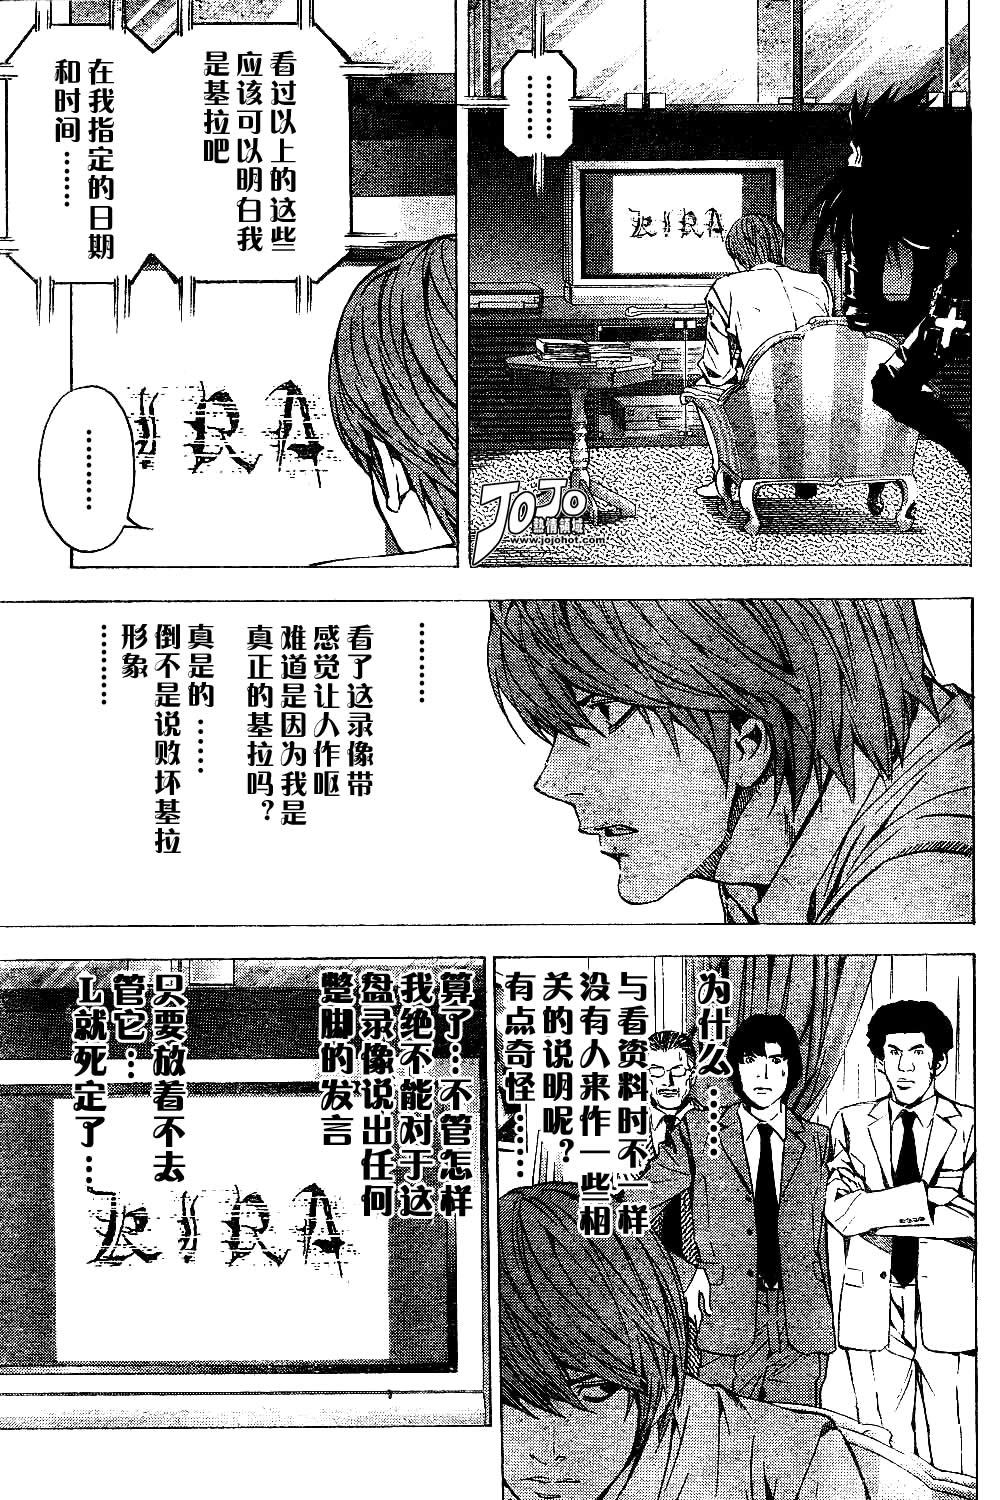 ………
………
KIRA
看过以上的这些
应该可以明白我
是基拉吧
在我指定的日期
和时间……
………
IRA
JOJO
熱情領域
www.jojohot.com
………
看了这录像带
感觉让人作呕
难道是因为我是
真正的基拉吗？
真是的……
倒不是说败坏基拉
形象
………
为什么……
与看资料时不一样
没有人来作一些相
关的说明呢？
有点奇怪……
算了…不管怎样
我绝不能对于这
盘录像说出任何
蹩脚的发言
只要放着不去
管它…
L就死定了…
KIRA